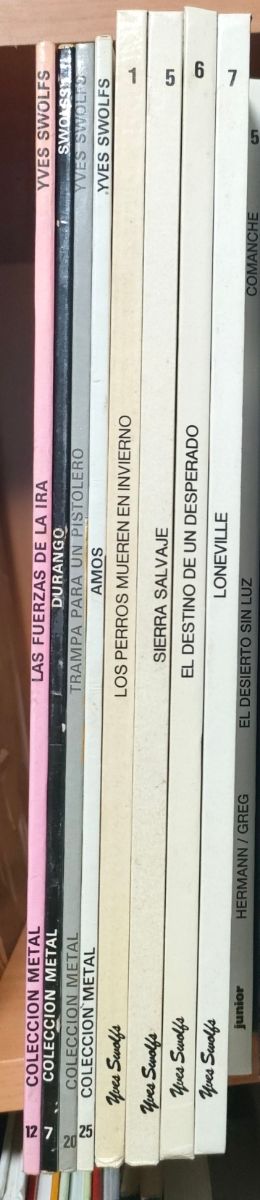 12 COLECCION METAL LAS FUERZAS DE LA IRA YVES SWOLFS
7 COLECCION METAL DURANGO SWOLFS
20 COLECCION METAL TRAMPA PARA UN PISTOLERO YVES SWOLFS
25 COLECCION METAL AMOS YVES SWOLFS
Yves Swolfs LOS PERROS MUEREN EN INVIERNO 1
Yves Swolfs SIERRA SALVAJE 5
Yves Swolfs EL DESTINO DE UN DESPERADO 6
Yves Swolfs LONEVILLE 7
junior HERMANN / GREG EL DESIERTO SIN LUZ COMANCHE 5